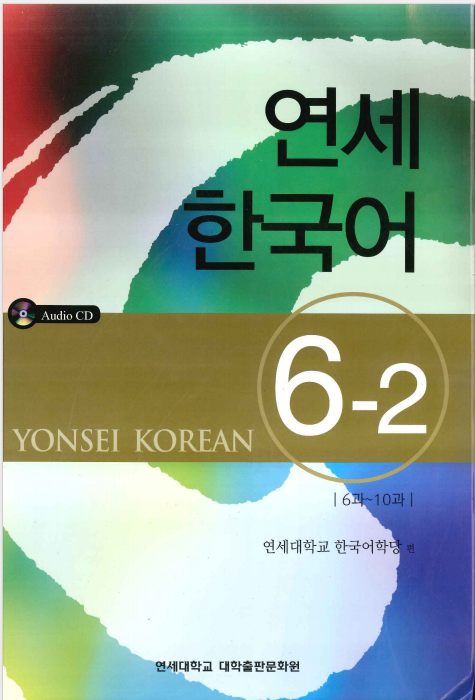 연세
한국어
Audio CD
6-2
YONSEI KOREAN
| 6과~10과 |
연세대학교 한국어학당 편
연세대학교 대학출판문화원